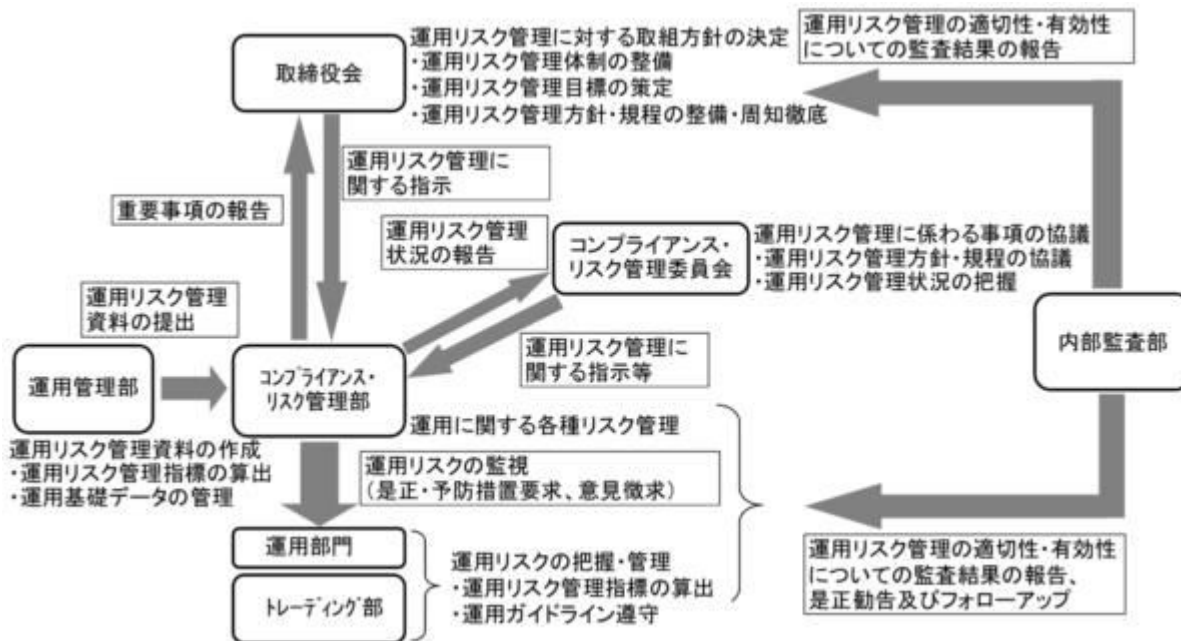 取締役会
運用リスク管理に対する取組方針の決定
・運用リスク管理体制の整備
・運用リスク管理目標の策定
・運用リスク管理方針・規程の整備・周知徹底
運用リスク管理の適切性・有効性
についての監査結果の報告
運用リスク管理に
関する指示
重要事項の報告
運用リスク管理
状況の報告
コンプライアンス・
リスク管理委員会
運用リスク管理に係わる事項の協議
・運用リスク管理方針・規程の協議
・運用リスク管理状況の把握
運用リスク管理
資料の提出
運用リスク管理に
関する指示等
内部監査部
運用管理部
ｺﾝﾌﾟﾗｲｱﾝｽ・
ﾘｽｸ管理部
運用に関する各種リスク管理
運用リスク管理資料の作成
・運用リスク管理指標の算出
・運用基礎データの管理
運用リスクの監視
（是正・予防措置要求、意見徴求）
運用部門
ﾄﾚｰﾃﾞｨﾝｸﾞ部
運用リスクの把握・管理
・運用リスク管理指標の算出
・運用ガイドライン遵守
運用リスク管理の適切性・有効性
についての監査結果の報告、
是正勧告及びフォローアップ